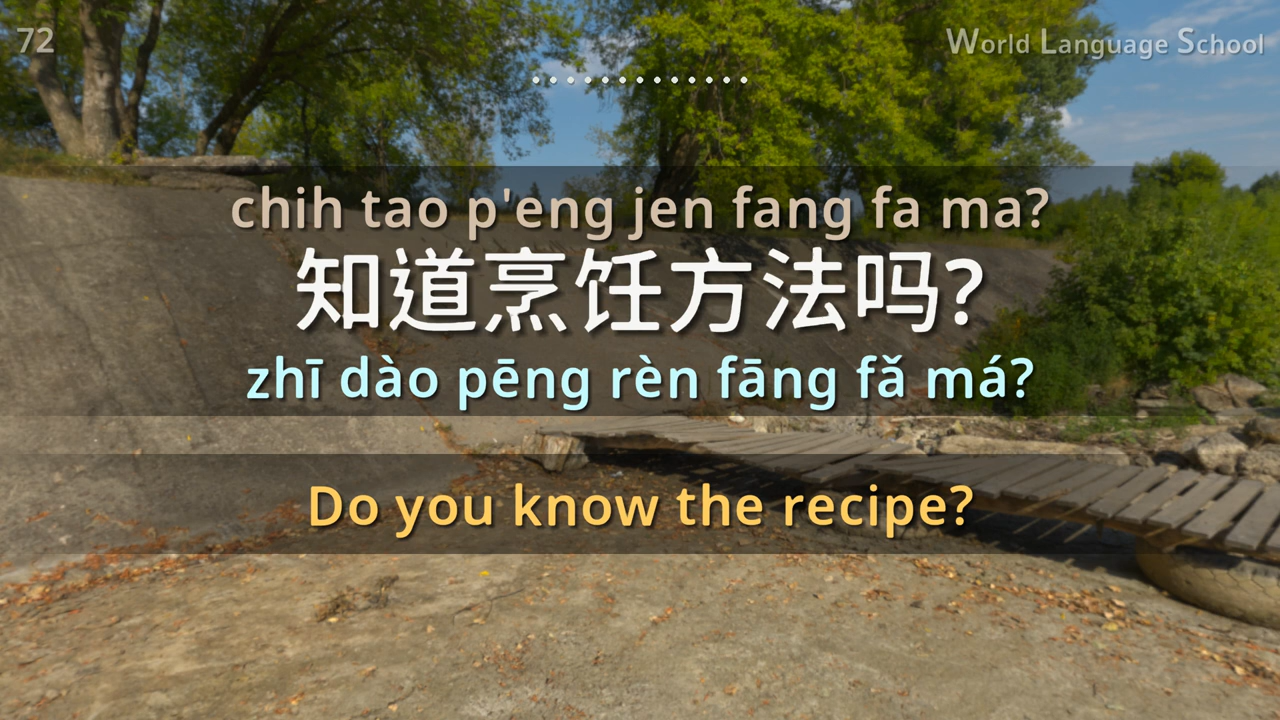 72
World Language School
chih tao p'eng jen fang fa ma?
知道烹饪方法吗?
zhī dào pēng rèn fāng fǎ má?
Do you know the recipe?